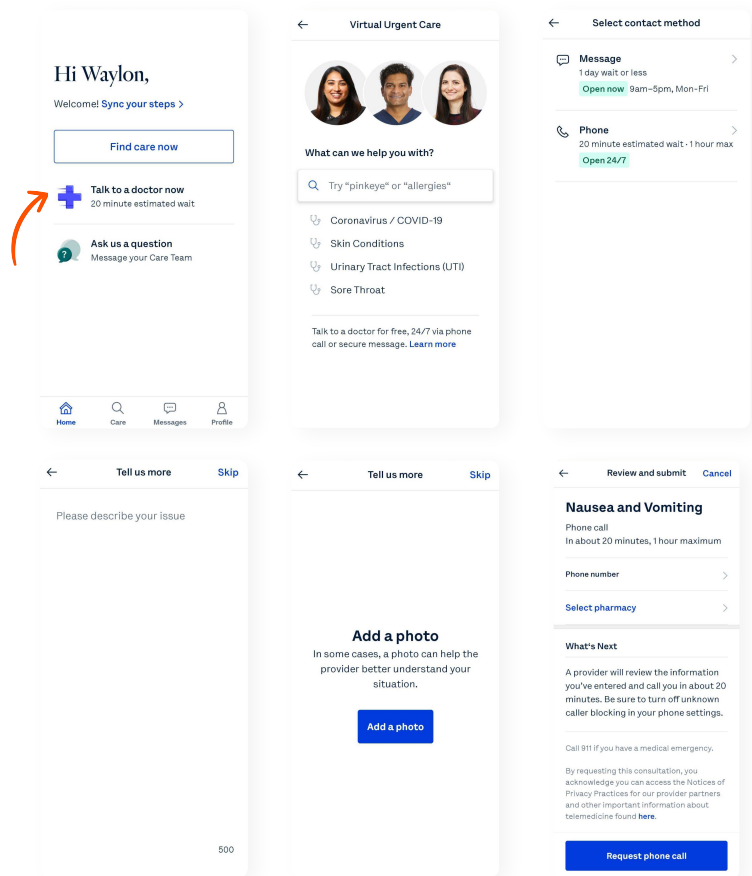 Hi Waylon,
Welcome! Sync your steps >
Find care now
Talk to a doctor now
20 minute estimated wait
Ask us a question
Message your Care Team
?
Home
Care
Messages
Profile
Virtual Urgent Care
What can we help you with?
Try “pinkeye“ or “allergies“
Coronavirus / COVID-19
Skin Conditions
Urinary Tract Infections (UTI)
Sore Throat
Talk to a doctor for free, 24/7 via phone
call or secure message. Learn more
Select contact method
Message
1 day wait or less
Open now 9am–5pm, Mon-Fri
Phone
20 minute estimated wait · 1 hour max
Open 24/7
Tell us more
Skip
Please describe your issue
500
Tell us more
Skip
Add a photo
In some cases, a photo can help the
provider better understand your
situation.
Add a photo
Review and submit
Cancel
Nausea and Vomiting
Phone call
In about 20 minutes, 1 hour maximum
Phone number
Select pharmacy
What‘s Next
A provider will review the information
you’ve entered and call you in about 20
minutes. Be sure to turn off unknown
caller blocking in your phone settings.
Call 911 if you have a medical emergency.
By requesting this consultation, you
acknowledge you can access the Notices of
Privacy Practices for our provider partners
and other important information about
telemedicine found here.
Request phone call